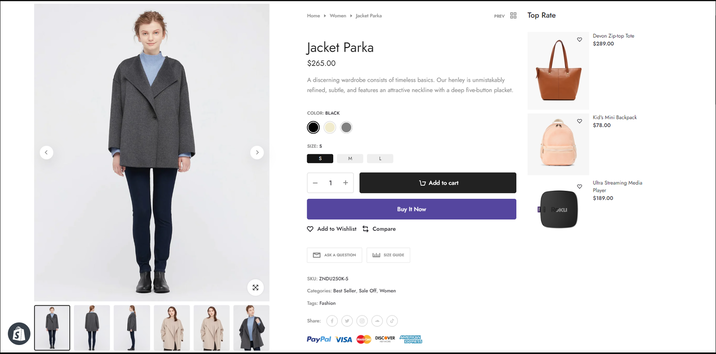 Home Women Jacket Parka
PREV
Jacket Parka
$265.00
A discerning wardrobe consists of timeless basics. Our henley is unmistakably
refined, subtle, and features an attractive neckline with a deep five-button placket.
COLOR: BLACK
SIZE: S
S M L
1
Add to cart
Buy It Now
Add to Wishlist Compare
ASK A QUESTION SIZE GUIDE
SKU: ZNDU250K-S
Categories: Best Seller, Sale Off, Women
Tags: Fashion
Share:
PayPal VISA DISCOVER AMERICAN EXPRESS
Top Rate
Devon Zip-top Tote
$289.00
Kid's Mini Backpack
$78.00
Ultra Streaming Media
Player
$189.00